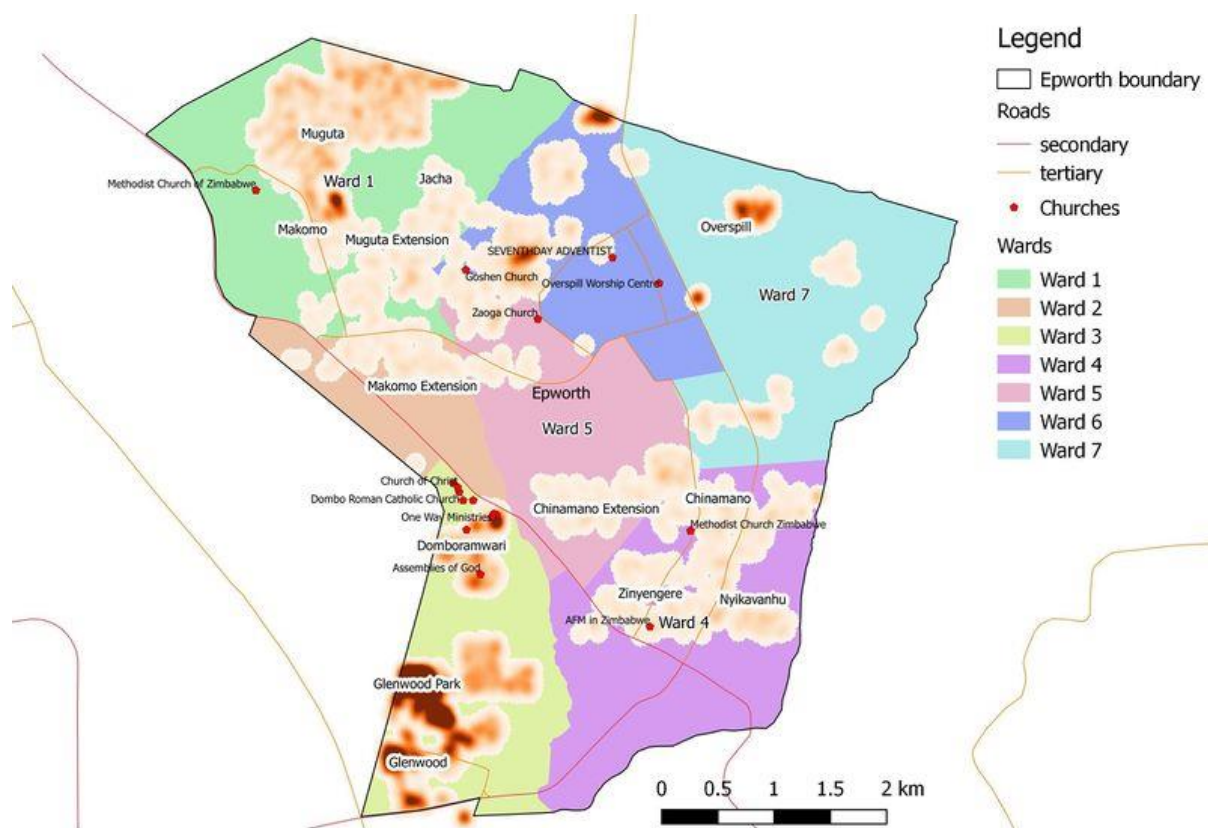 Legend
Epworth boundary
Roads
secondary
tertiary
Churches
Wards
Ward 1
Ward 2
Ward 3
Ward 4
Ward 5
Ward 6
Ward 7
Muguta
Methodist Church of Zimbabwe
Ward 1
Jacha
Makomo
Muguta Extension
Overspill
SEVENTHDAY ADVENTIST
Goshen Church
Overspill Worship Centre
Ward 7
Zaoga Church
Makomo Extension
Epworth
Ward 5
Church of Christ
Dombo Roman Catholic Church
Chinamano
One Way Ministries
Chinamano Extension
Methodist Church Zimbabwe
Domboramwari
Assemblies of God
Zinyengere
Nyikavanhu
AFM in Zimbabwe
Ward 4
Glenwood Park
Glenwood
0 0.5 1 1.5 2 km